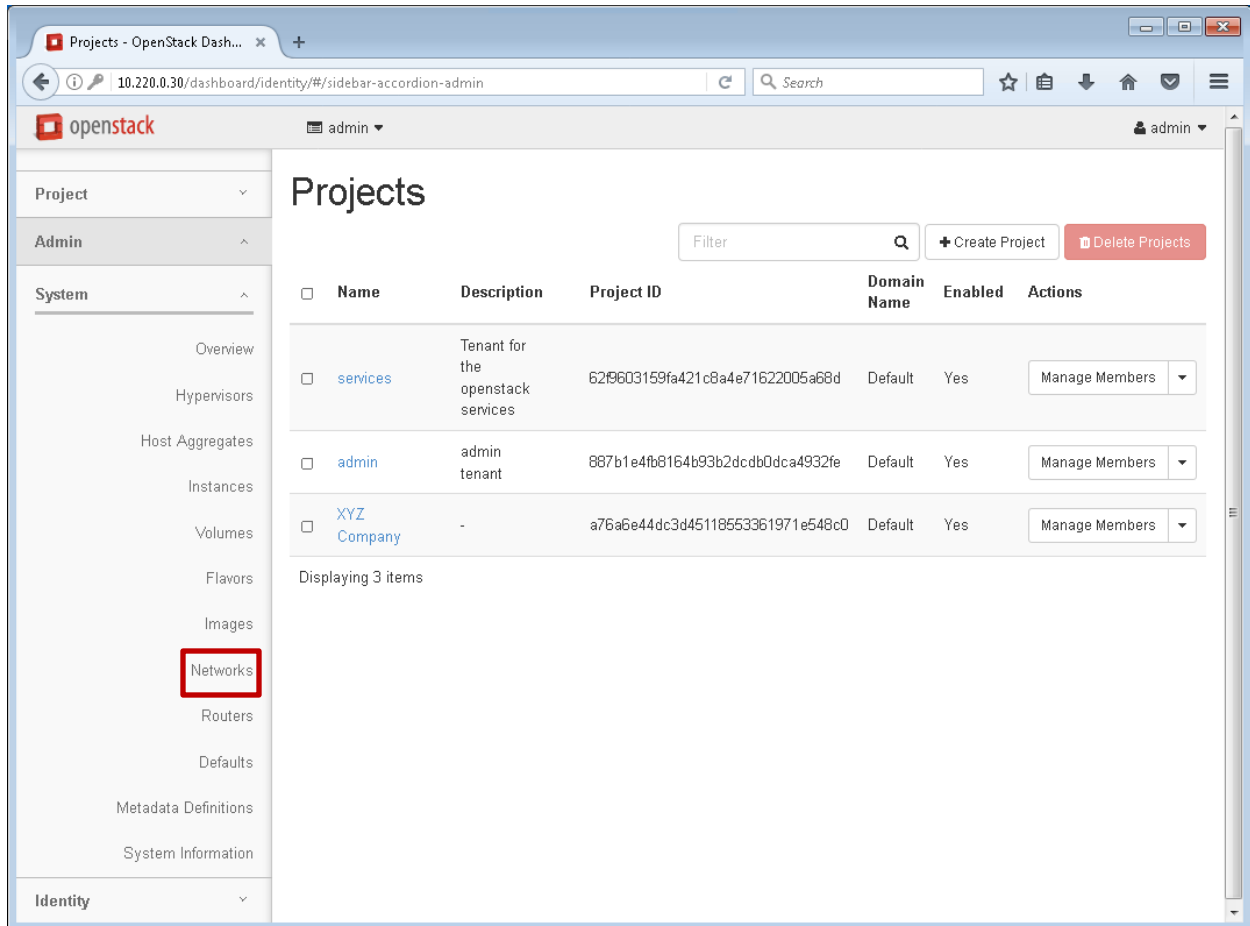 Projects - OpenStack Dash...
10.220.0.30/dashboard/identity/#/sidebar-accordion-admin
Search
openstack
admin
admin
Project
Admin
System
Overview
Hypervisors
Host Aggregates
Instances
Volumes
Flavors
Images
Networks
Routers
Defaults
Metadata Definitions
System Information
Identity
Projects
Filter
Create Project
Delete Projects
Name Description Project ID Domain Name Enabled Actions
services Tenant for the openstack services 62f9603159fa421c8a4e71622005a68d Default Yes Manage Members
admin admin tenant 887b1e4fb8164b93b2dcdb0dca4932fe Default Yes Manage Members
XYZ Company - a76a6e44dc3d45118553361971e548c0 Default Yes Manage Members
Displaying 3 items